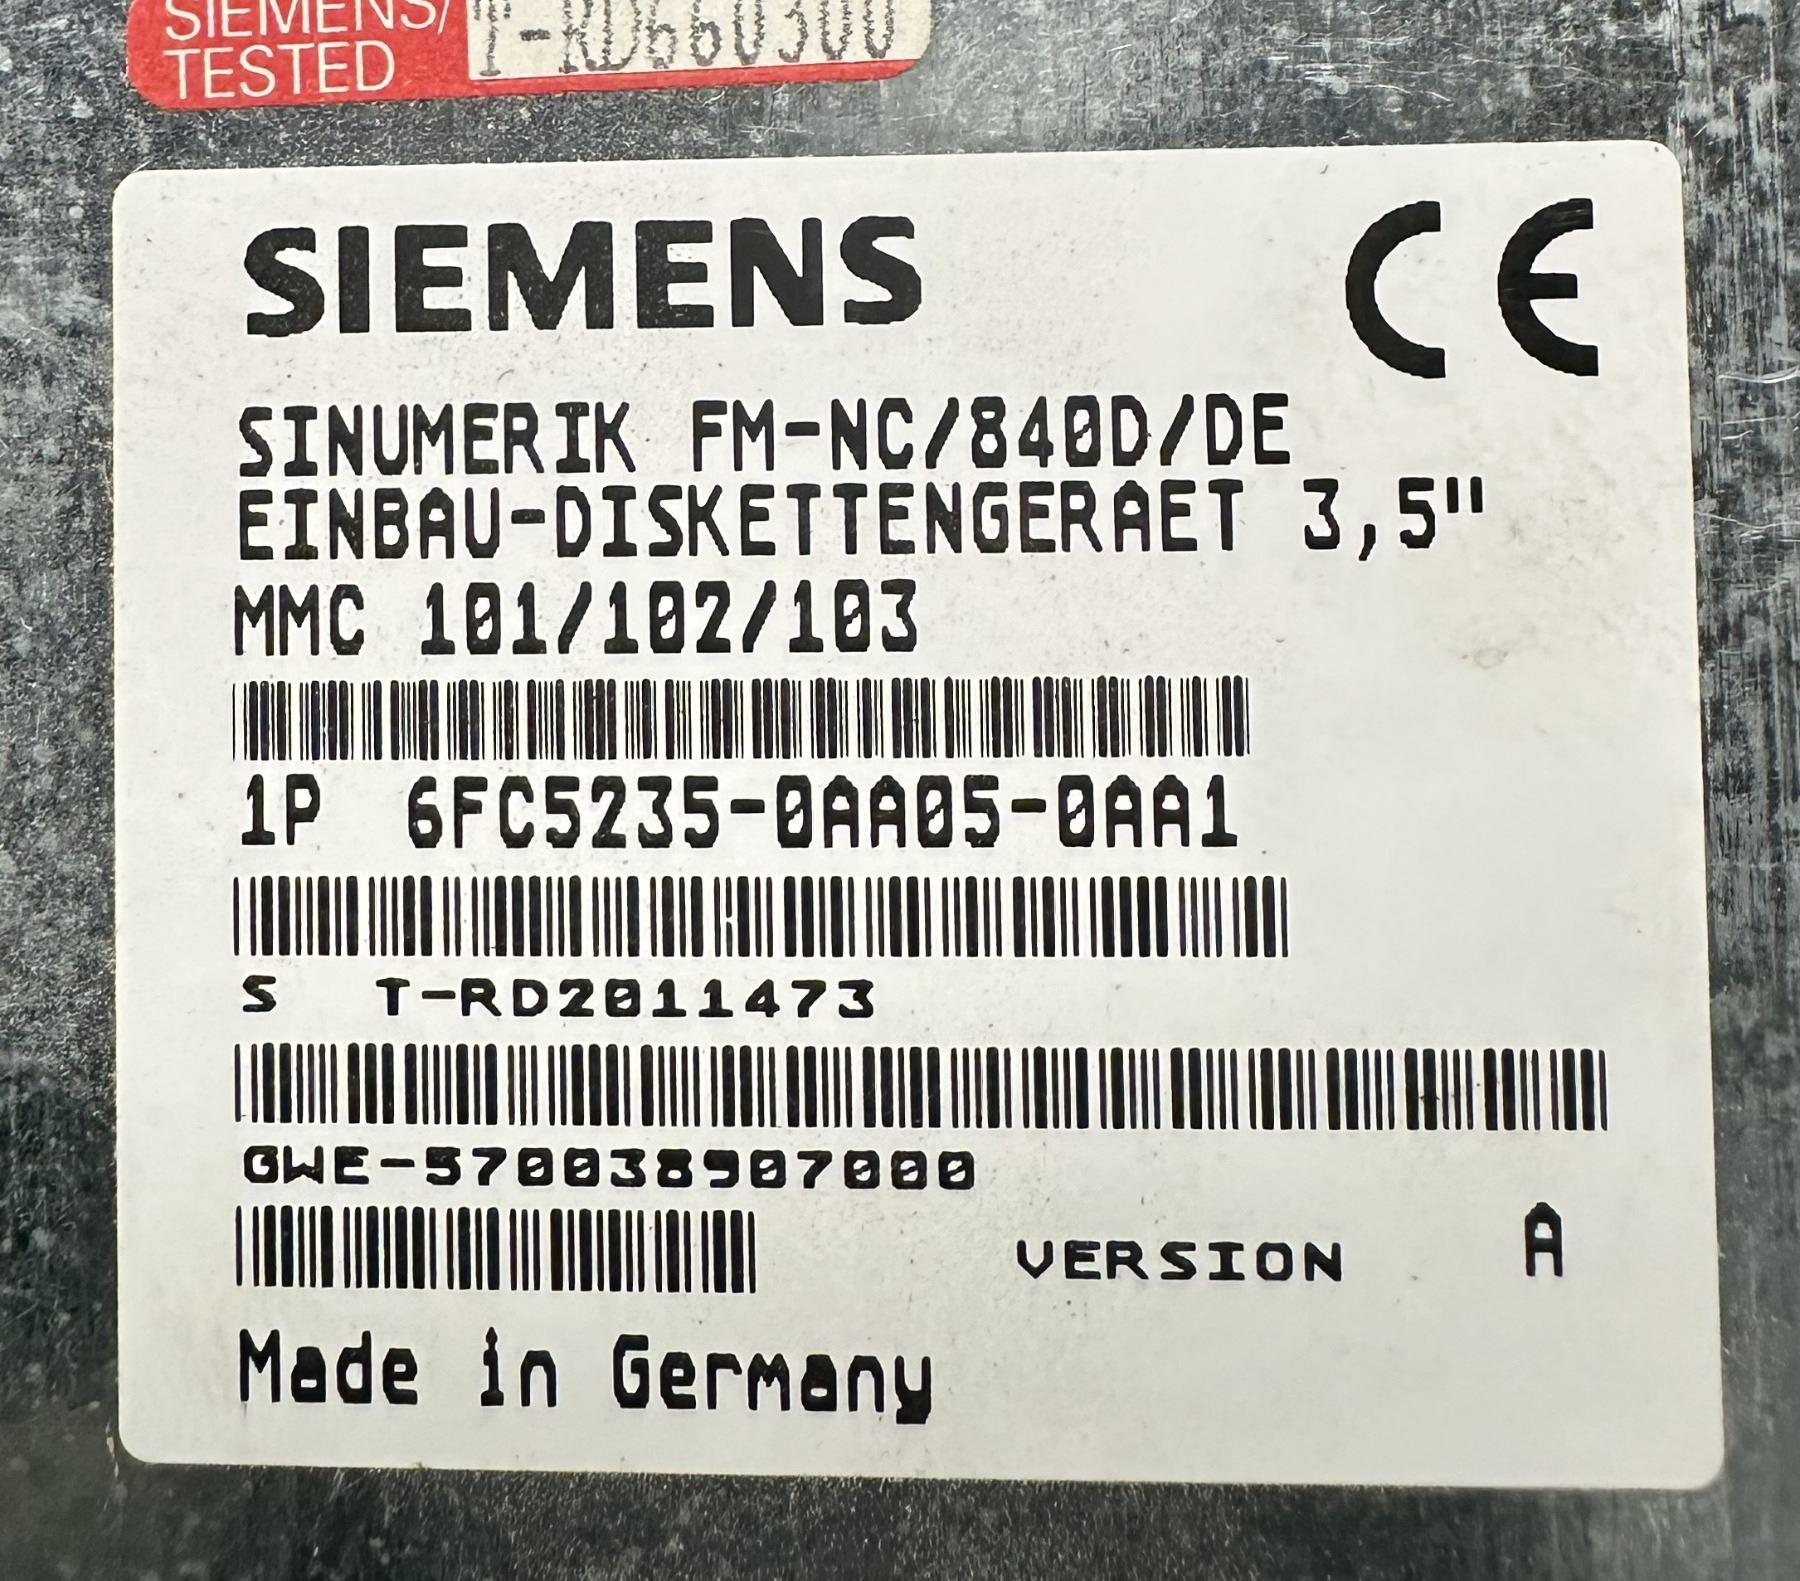 SIEMENS/
TESTED
SIEMENS CE
SINUMERIK FM-NC/840D/DE
EINBAU-DISKETTENGERAET 3,5"
MMC 101/102/103
1P 6FC5235-0AA05-0AA1
S T-RD2011473
GWE-570038907000
VERSION A
Made in Germany